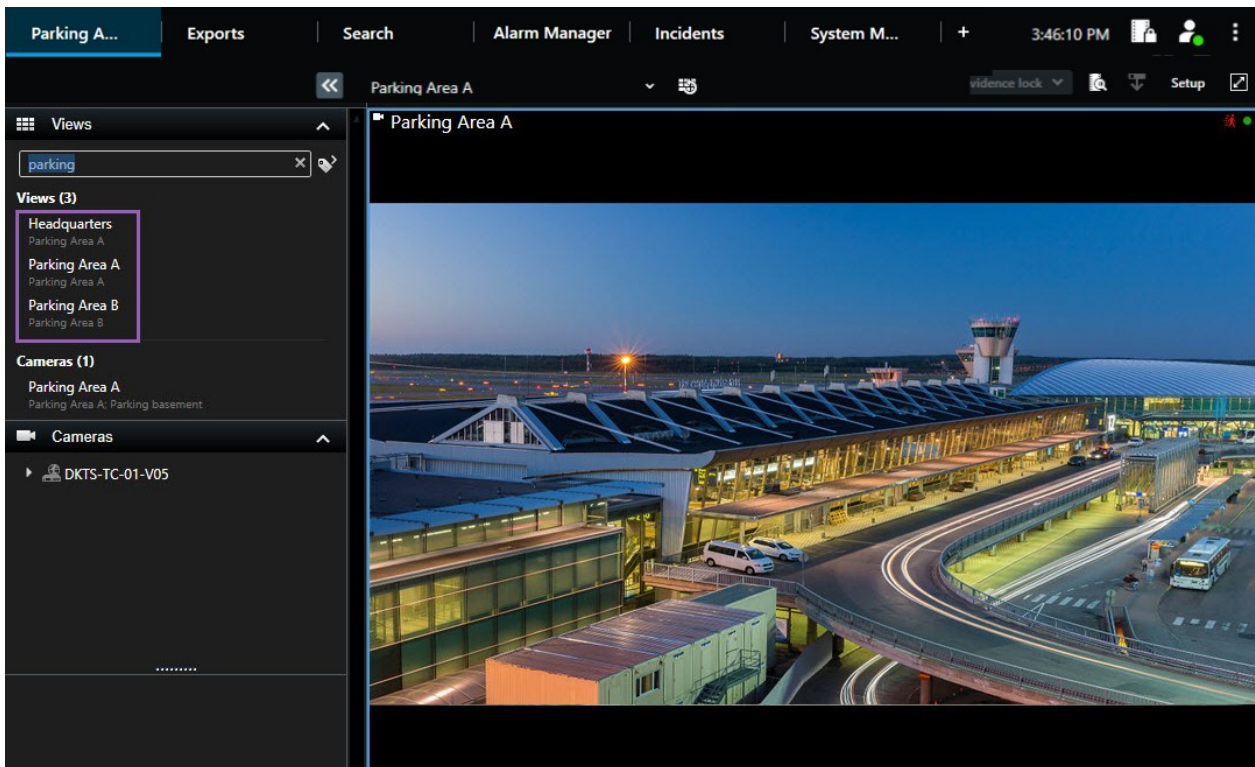 Parking A...
Exports
Search
Alarm Manager
Incidents
System M...
+
3:46:10 PM
Parking Area A
vidence lock
Setup
Views
parking
Views (3)
Headquarters
Parking Area A
Parking Area A
Parking Area A
Parking Area B
Parking Area B
Cameras (1)
Parking Area A
Parking Area A; Parking basement
Cameras
DKTS-TC-01-V05
Parking Area A